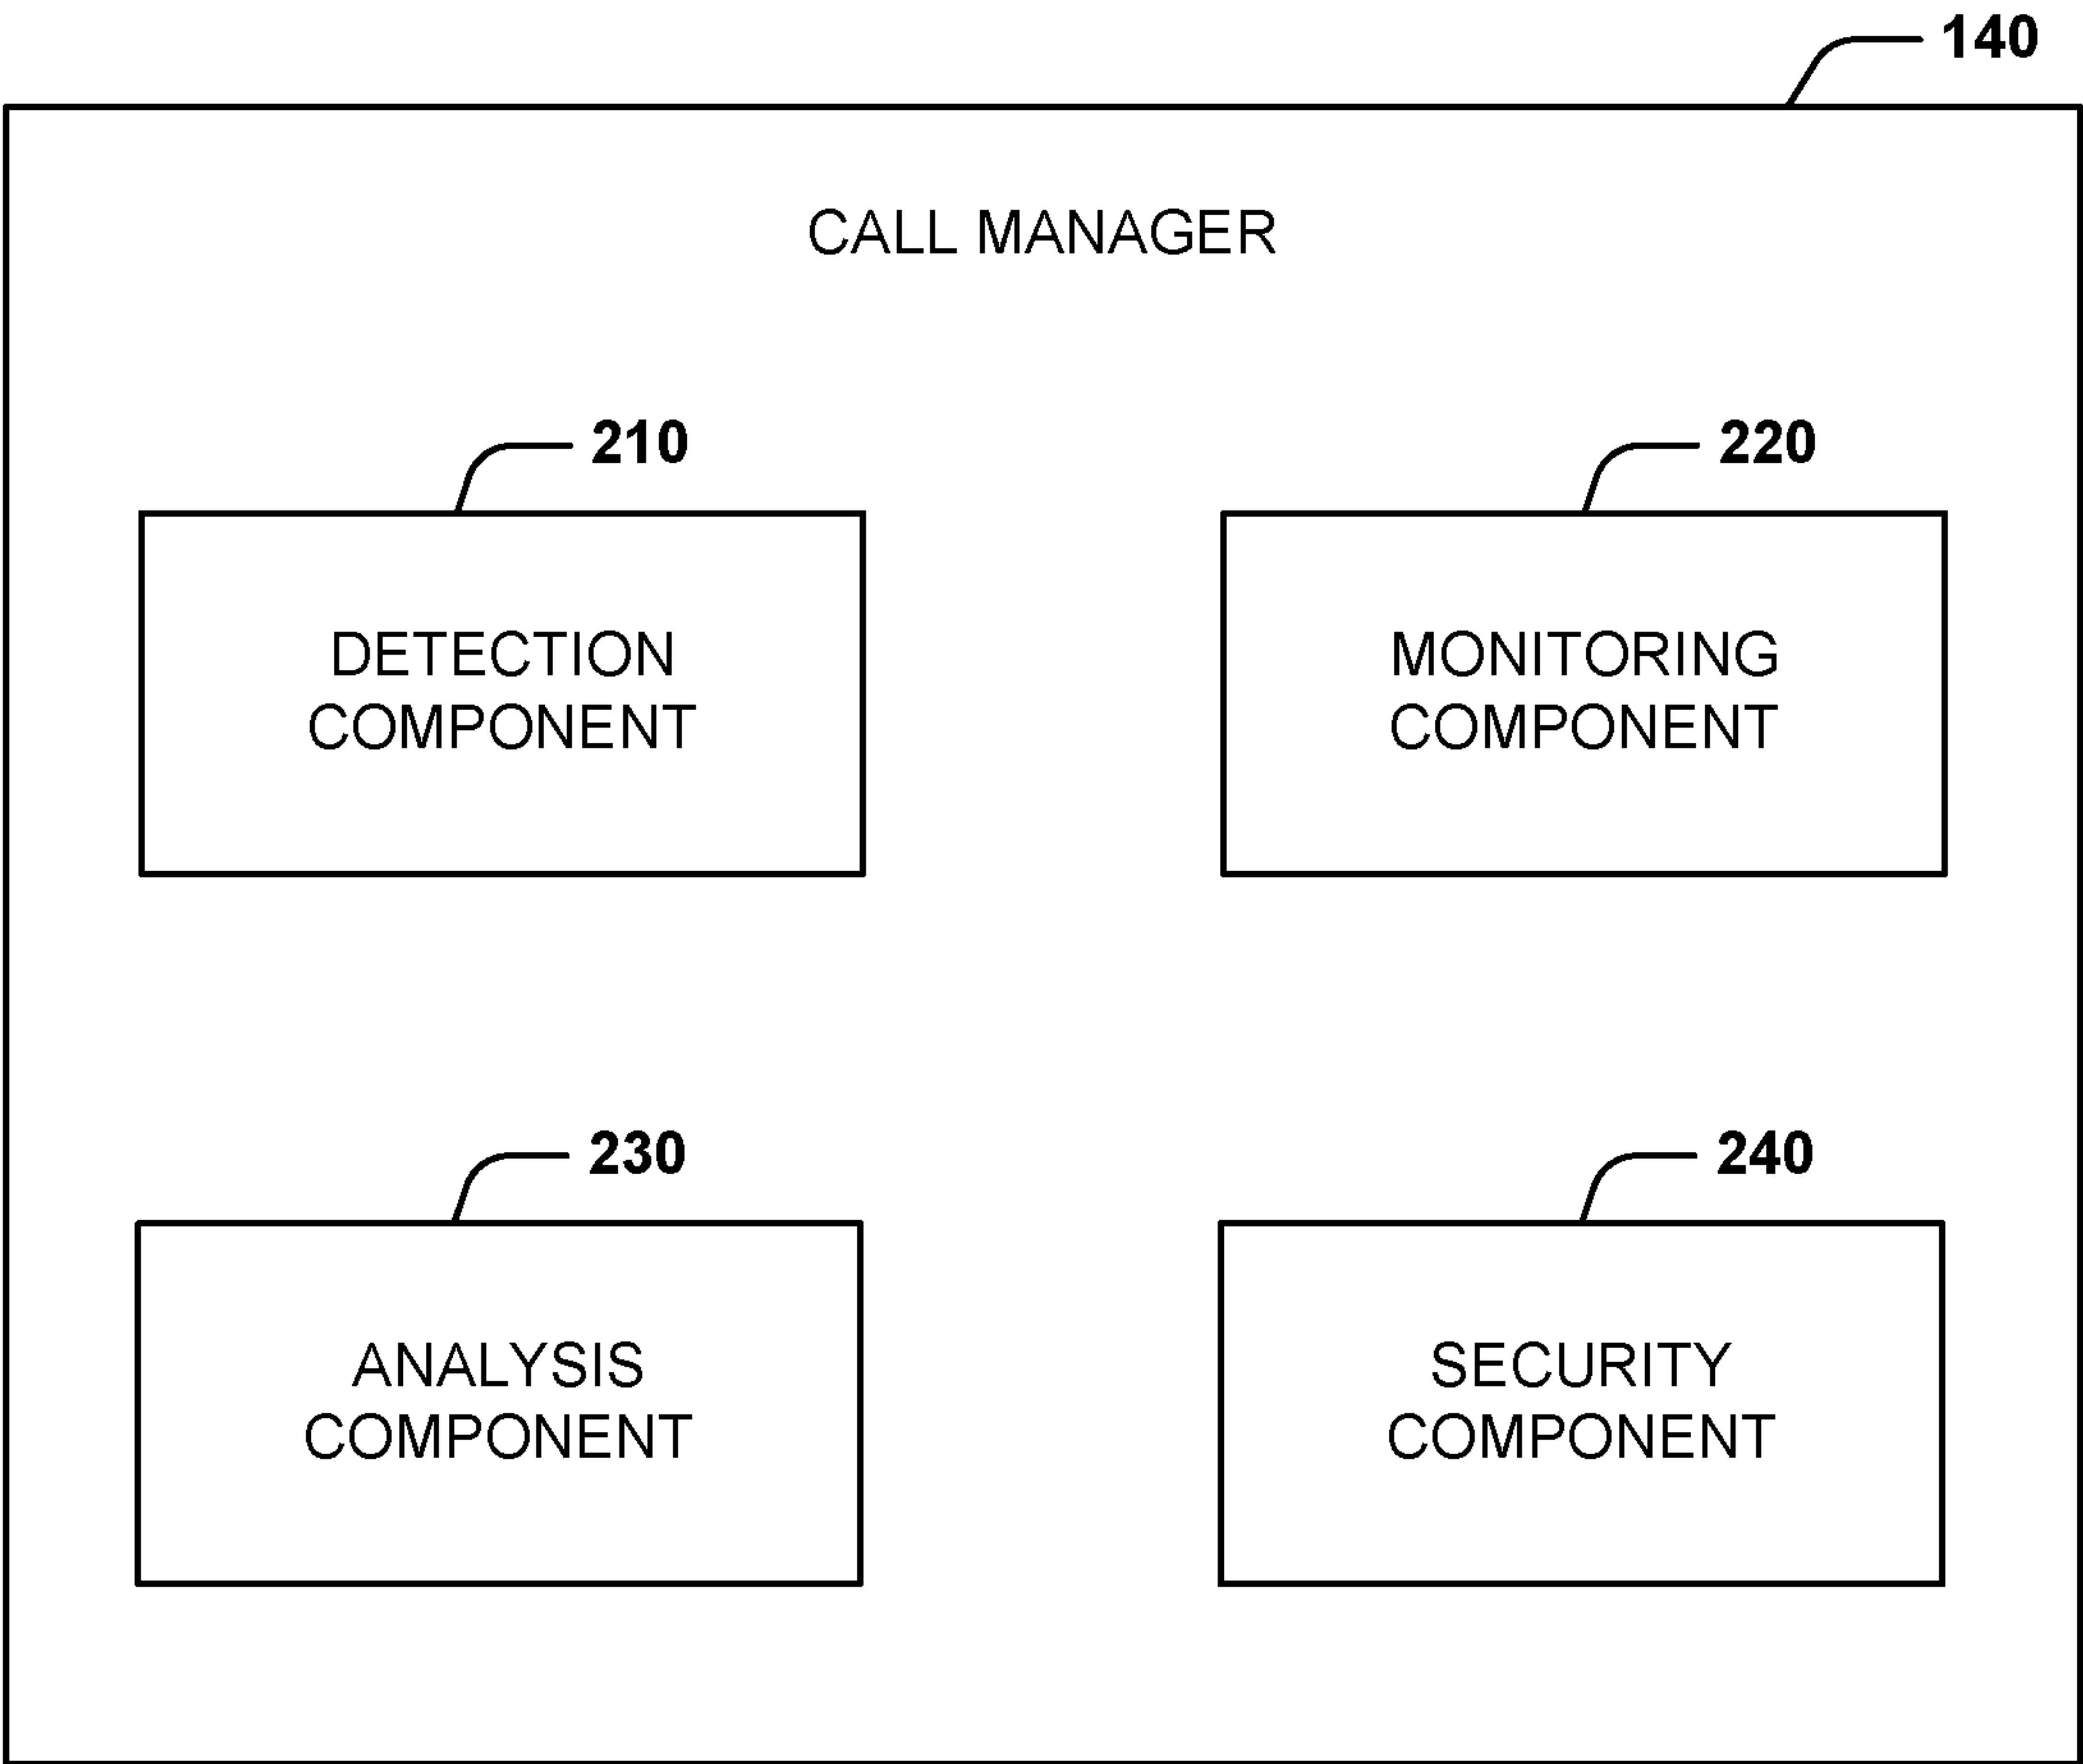 140
CALL MANAGER
210
220
DETECTION
COMPONENT
MONITORING
COMPONENT
230
240
ANALYSIS
COMPONENT
SECURITY
COMPONENT